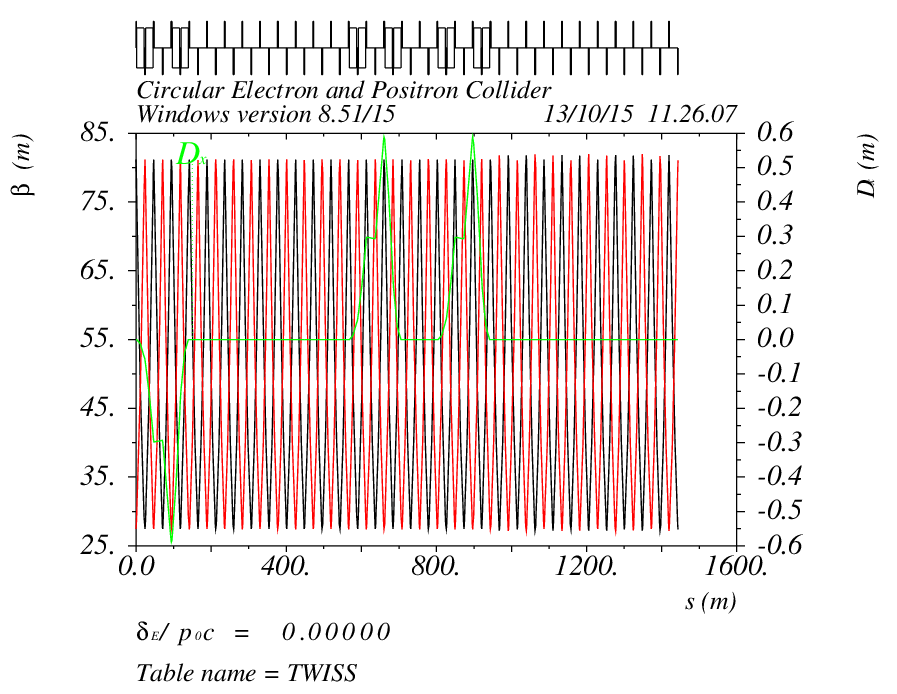 Circular Electron and Positron Collider
Windows version 8.51/15 13/10/15 11.26.07
β (m)
Dx (m)
Dx
85.
75.
65.
55.
45.
35.
25.
0.6
0.5
0.4
0.3
0.2
0.1
0.0
-0.1
-0.2
-0.3
-0.4
-0.5
-0.6
0.0 400. 800. 1200. 1600.
s (m)
δE/ p0c = 0.00000
Table name = TWISS